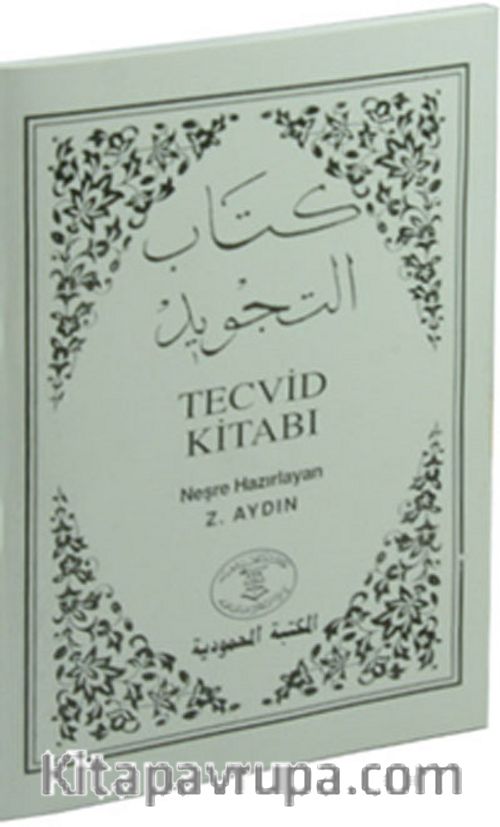 كتاب
التجويد
TECVİD
KİTABI
Neşre Hazırlayan
Z. AYDIN
المكتبة المحمودية
kitapavrupa.com